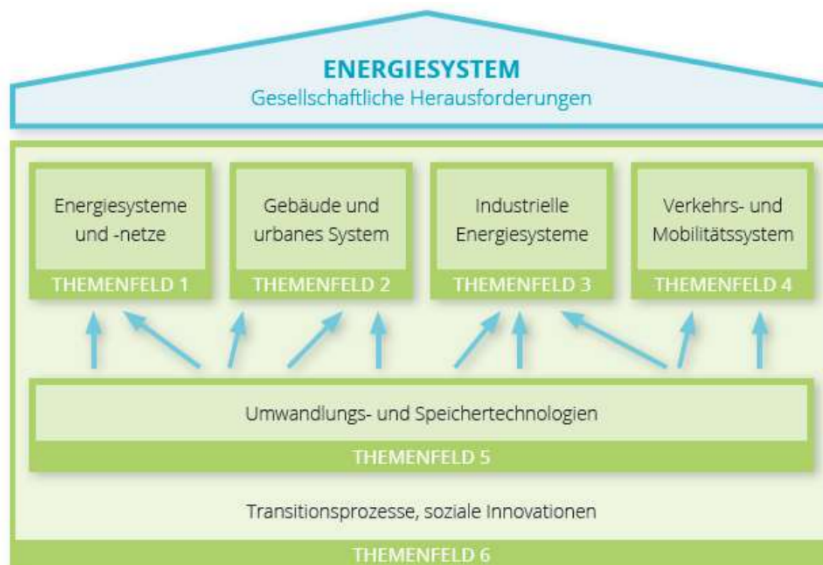 ENERGIESYSTEM
Gesellschaftliche Herausforderungen
Energiesysteme
und -netze
THEMENFELD 1
Gebäude und
urbanes System
THEMENFELD 2
Industrielle
Energiesysteme
THEMENFELD 3
Verkehrs- und
Mobilitätssystem
THEMENFELD 4
Umwandlungs- und Speichertechnologien
THEMENFELD 5
Transitionsprozesse, soziale Innovationen
THEMENFELD 6